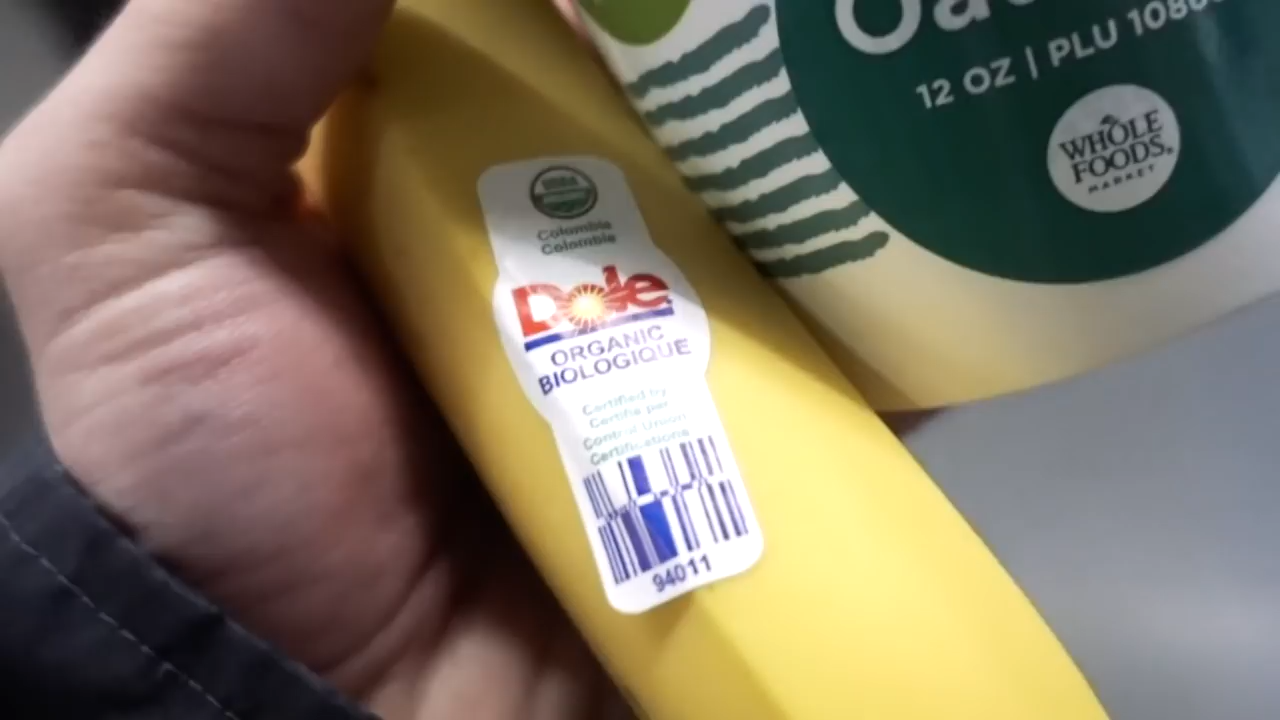 12 OZ | PLU
WHOLE
FOODS
MARKET
USDA
Colombia
Colombie
Dole
ORGANIC
BIOLOGIQUE
Certified by
Certifié par
Control Union
Certifications
94011